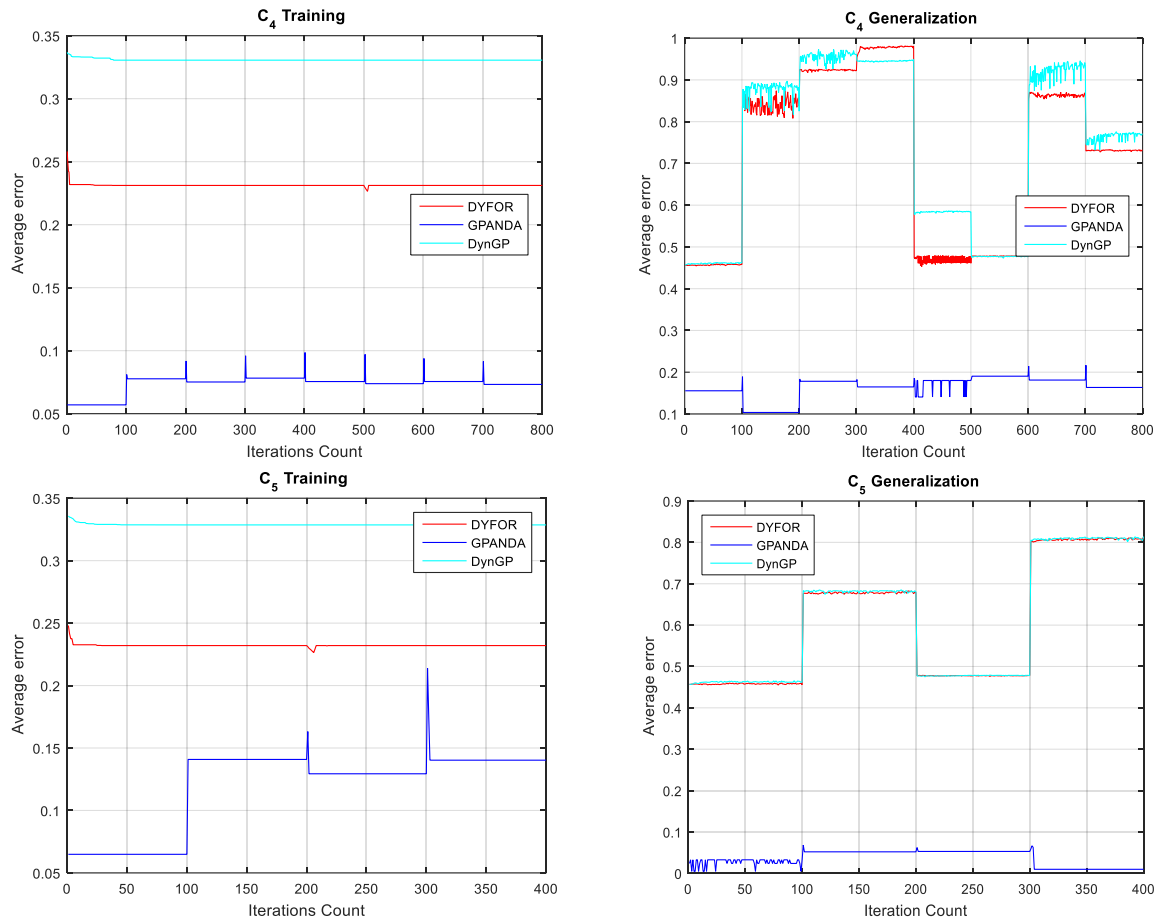 C4 Training
0.35
0.3
0.25
0.2
0.15
0.1
0.05
Average error
DYFOR
GPANDA
DynGP
0 100 200 300 400 500 600 700 800
Iterations Count
C4 Generalization
1
0.9
0.8
0.7
0.6
0.5
0.4
0.3
0.2
0.1
Average error
DYFOR
GPANDA
DynGP
0 100 200 300 400 500 600 700 800
Iteration Count
C5 Training
0.35
0.3
0.25
0.2
0.15
0.1
0.05
Average error
DYFOR
GPANDA
DynGP
0 50 100 150 200 250 300 350 400
Iterations Count
C5 Generalization
0.9
0.8
0.7
0.6
0.5
0.4
0.3
0.2
0.1
0
Average error
DYFOR
GPANDA
DynGP
0 50 100 150 200 250 300 350 400
Iteration Count